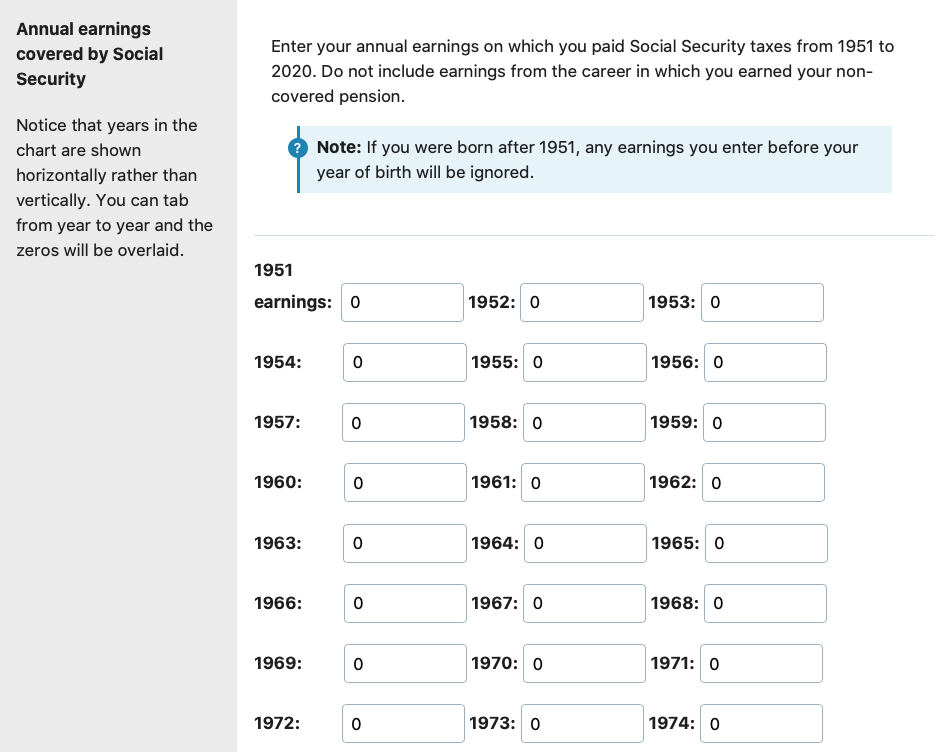 Annual earnings
covered by Social
Security
Notice that years in the
chart are shown
horizontally rather than
vertically. You can tab
from year to year and the
zeros will be overlaid.
Enter your annual earnings on which you paid Social Security taxes from 1951 to
2020. Do not include earnings from the career in which you earned your non-
covered pension.
? Note: If you were born after 1951, any earnings you enter before your
year of birth will be ignored.
1951
earnings: 0 1952: 0 1953: 0
1954: 0 1955: 0 1956: 0
1957: 0 1958: 0 1959: 0
1960: 0 1961: 0 1962: 0
1963: 0 1964: 0 1965: 0
1966: 0 1967: 0 1968: 0
1969: 0 1970: 0 1971: 0
1972: 0 1973: 0 1974: 0